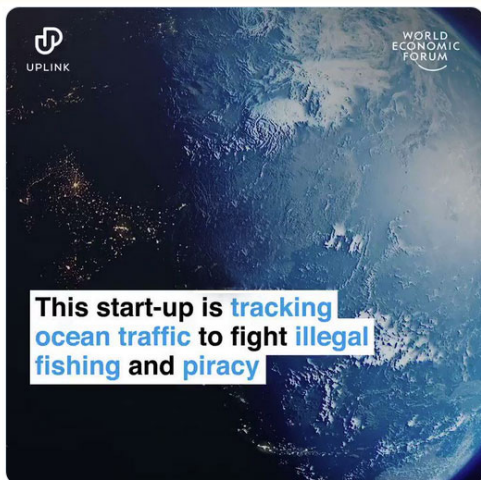 UPLINK
WORLD
ECONOMIC
FORUM
This start-up is tracking
ocean traffic to fight illegal
fishing and piracy